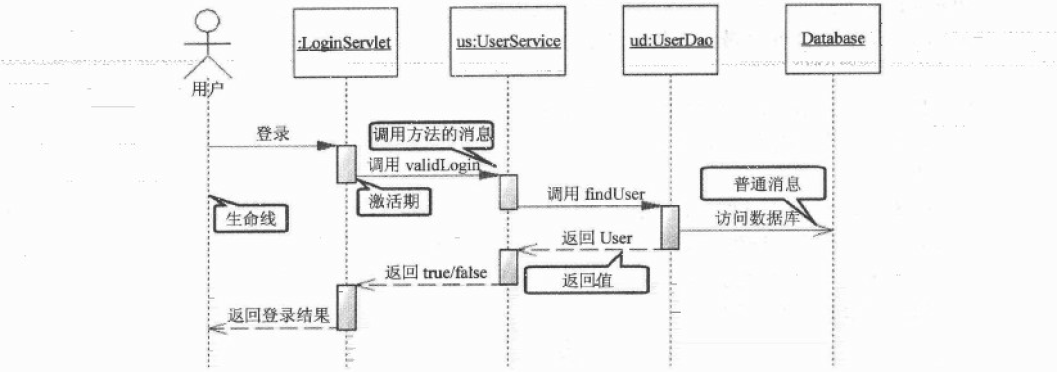 :LoginServlet
us:UserService
ud:UserDao
Database
用户
登录
调用方法的消息
调用 validLogin
激活期
生命线
调用 findUser
普通消息
访问数据库
返回 User
返回值
返回 true/false
返回登录结果